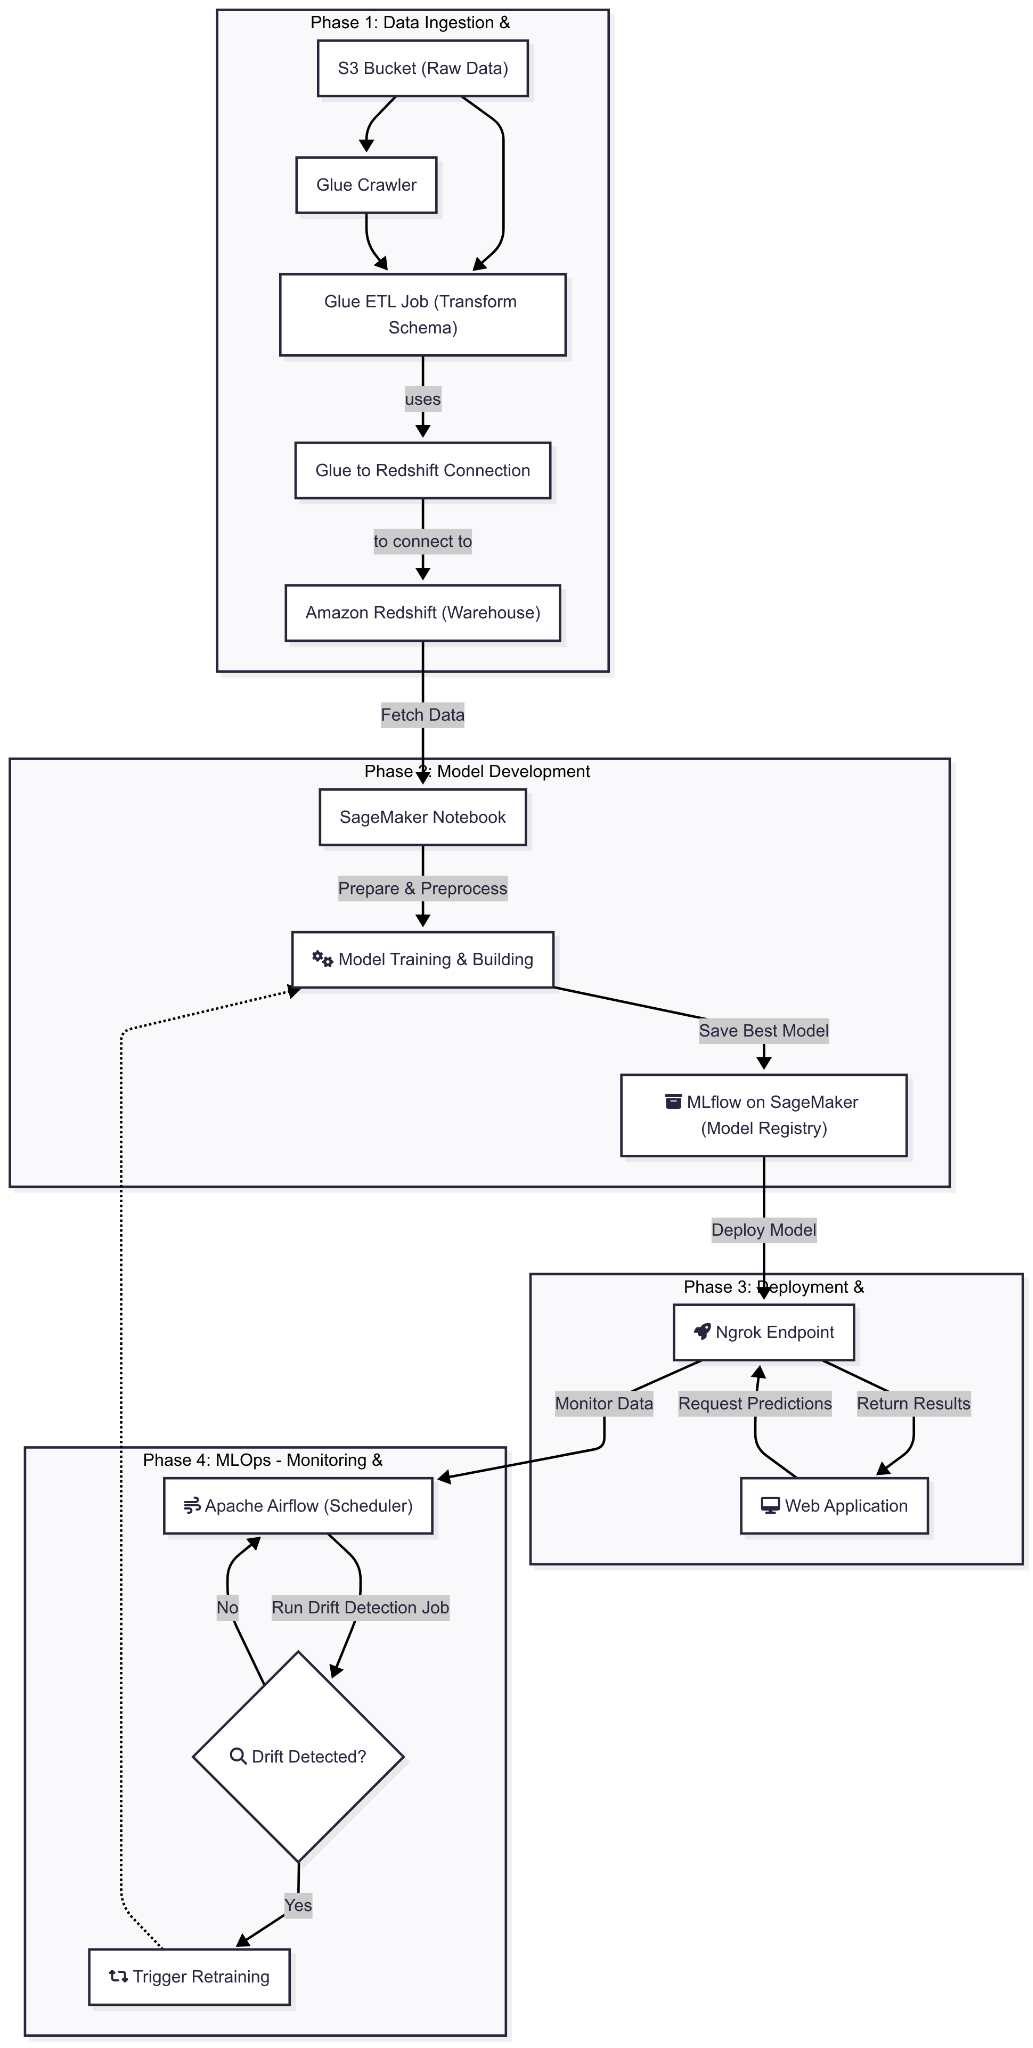 Phase 1: Data Ingestion &
S3 Bucket (Raw Data)
Glue Crawler
Glue ETL Job (Transform
Schema)
uses
Glue to Redshift Connection
to connect to
Amazon Redshift (Warehouse)
Fetch Data
Phase 2: Model Development
SageMaker Notebook
Prepare & Preprocess
Model Training & Building
Save Best Model
MLflow on SageMaker
(Model Registry)
Deploy Model
Phase 3: Deployment &
Ngrok Endpoint
Monitor Data
Request Predictions
Return Results
Web Application
Phase 4: MLOps - Monitoring &
Apache Airflow (Scheduler)
No
Run Drift Detection Job
Drift Detected?
Yes
Trigger Retraining